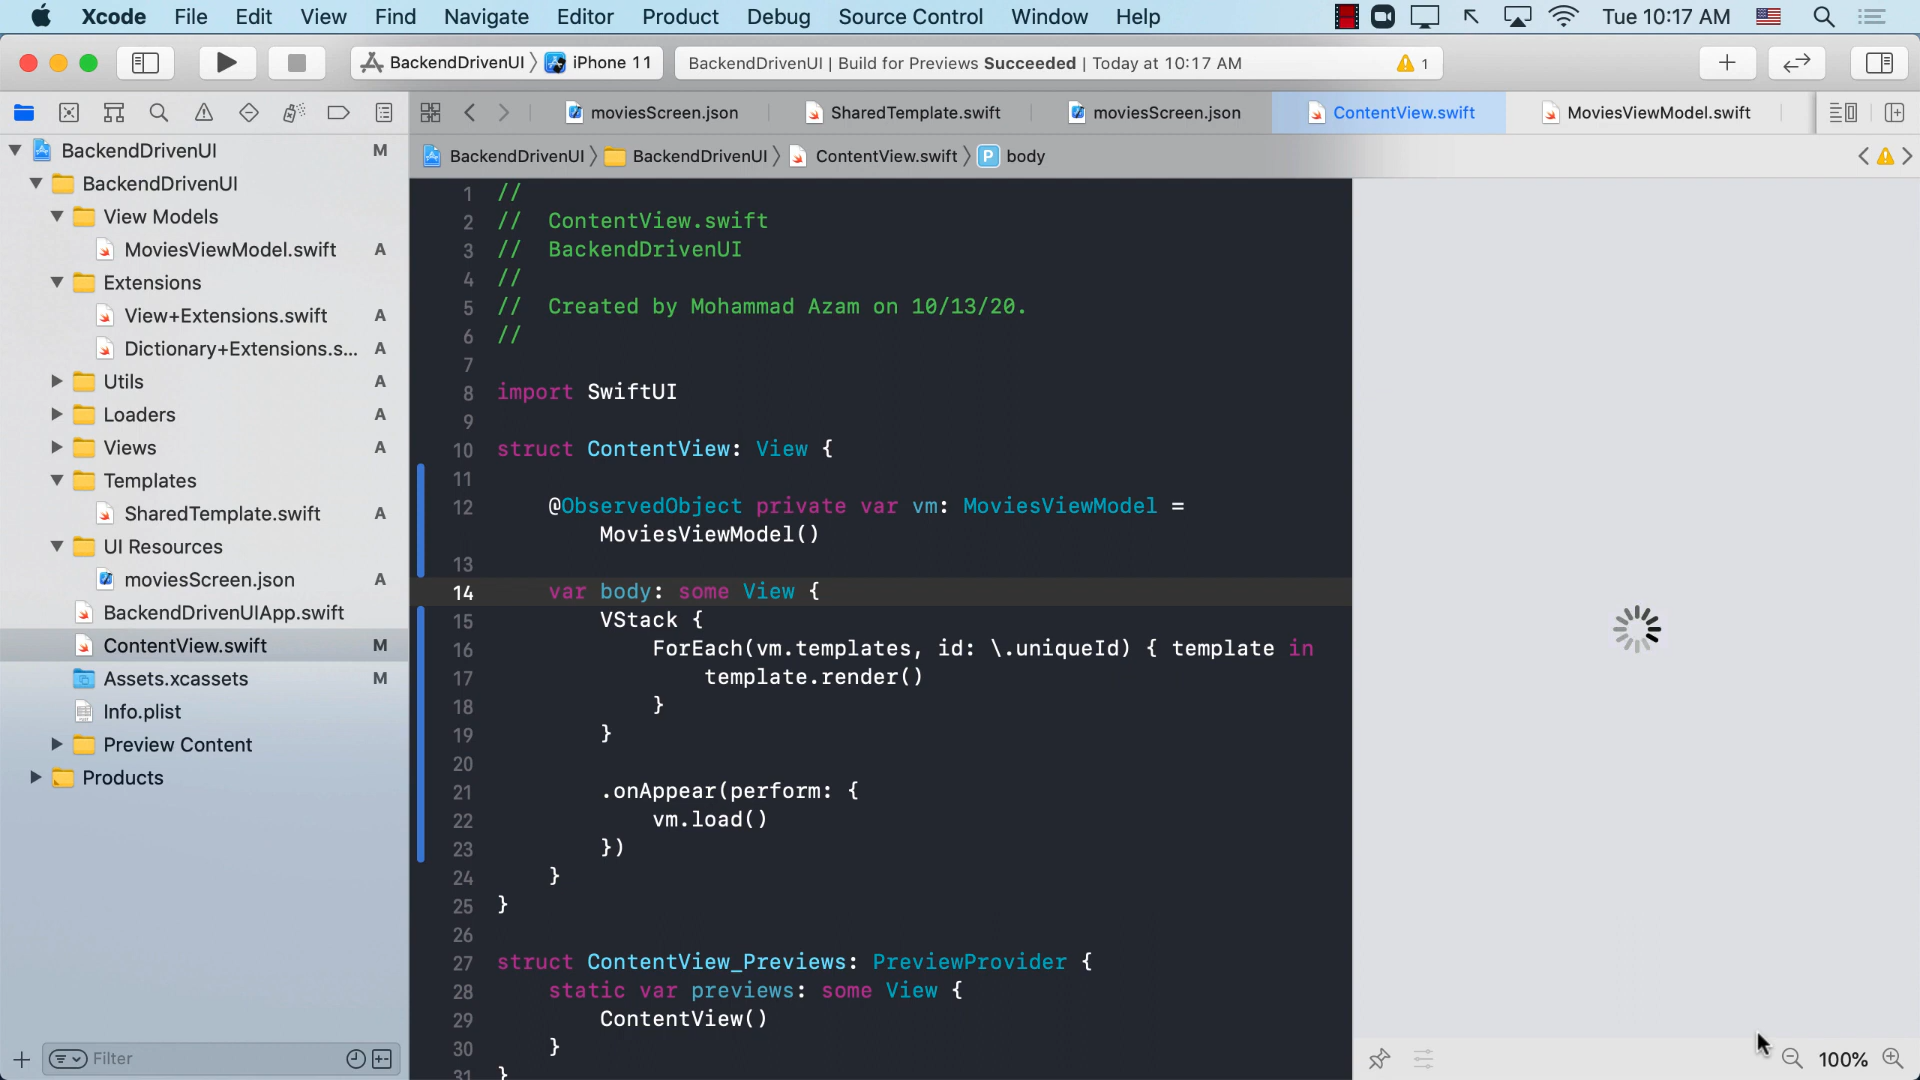 Xcode File Edit View Find Navigate Editor Product Debug Source Control Window Help Tue 10:17 AM
BackendDrivenUI iPhone 11 BackendDrivenUI | Build for Previews Succeeded | Today at 10:17 AM 1
moviesScreen.json SharedTemplate.swift moviesScreen.json ContentView.swift MoviesViewModel.swift
BackendDrivenUI BackendDrivenUI ContentView.swift P body
BackendDrivenUI M
BackendDrivenUI
View Models
MoviesViewModel.swift A
Extensions
View+Extensions.swift A
Dictionary+Extensions.s... A
Utils A
Loaders A
Views A
Templates
SharedTemplate.swift A
UI Resources
moviesScreen.json A
BackendDrivenUIApp.swift
ContentView.swift M
Assets.xcassets M
Info.plist
Preview Content
Products
Filter
1 //
2 //  ContentView.swift
3 //  BackendDrivenUI
4 //
5 //  Created by Mohammad Azam on 10/13/20.
6 //
7
8 import SwiftUI
9
10 struct ContentView: View {
11
12 @ObservedObject private var vm: MoviesViewModel =
MoviesViewModel()
13
14 var body: some View {
15 VStack {
16 ForEach(vm.templates, id: \.uniqueId) { template in
17 template.render()
18 }
19 }
20
21 .onAppear(perform: {
22 vm.load()
23 })
24 }
25 }
26
27 struct ContentView_Previews: PreviewProvider {
28 static var previews: some View {
29 ContentView()
30 }
31 }
100%